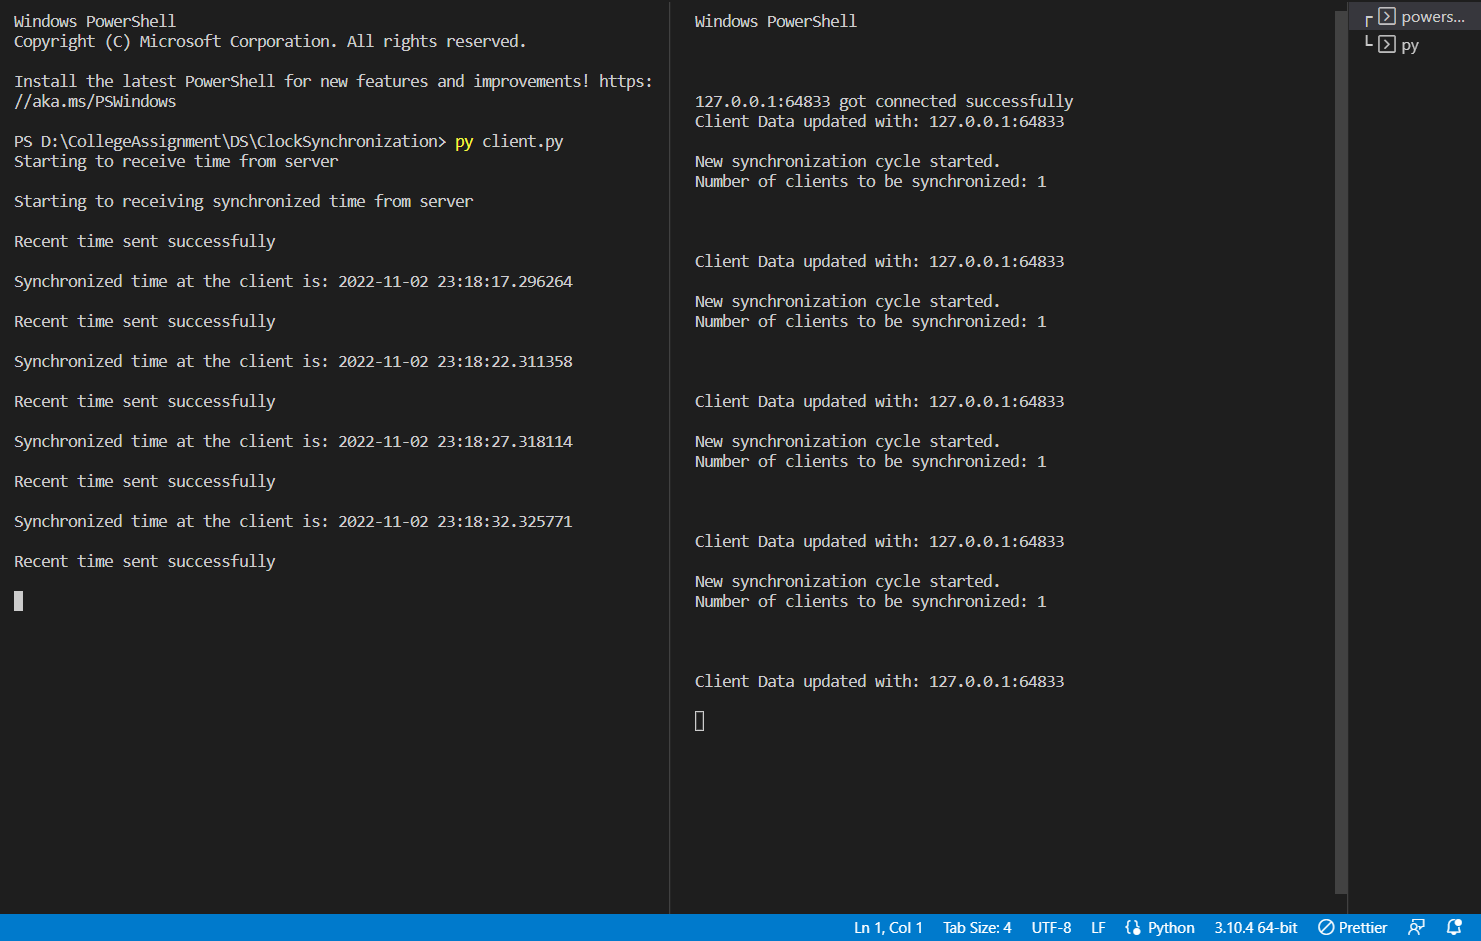 Windows PowerShell
Copyright (C) Microsoft Corporation. All rights reserved.
Install the latest PowerShell for new features and improvements! https:
//aka.ms/PSWindows
PS D:\CollegeAssignment\DS\ClockSynchronization> py client.py
Starting to receive time from server
Starting to receiving synchronized time from server
Recent time sent successfully
Synchronized time at the client is: 2022-11-02 23:18:17.296264
Recent time sent successfully
Synchronized time at the client is: 2022-11-02 23:18:22.311358
Recent time sent successfully
Synchronized time at the client is: 2022-11-02 23:18:27.318114
Recent time sent successfully
Synchronized time at the client is: 2022-11-02 23:18:32.325771
Recent time sent successfully
Windows PowerShell
127.0.0.1:64833 got connected successfully
Client Data updated with: 127.0.0.1:64833
New synchronization cycle started.
Number of clients to be synchronized: 1
Client Data updated with: 127.0.0.1:64833
New synchronization cycle started.
Number of clients to be synchronized: 1
Client Data updated with: 127.0.0.1:64833
New synchronization cycle started.
Number of clients to be synchronized: 1
Client Data updated with: 127.0.0.1:64833
New synchronization cycle started.
Number of clients to be synchronized: 1
Client Data updated with: 127.0.0.1:64833
powers...
py
Ln 1, Col 1 Tab Size: 4 UTF-8 LF Python 3.10.4 64-bit Prettier